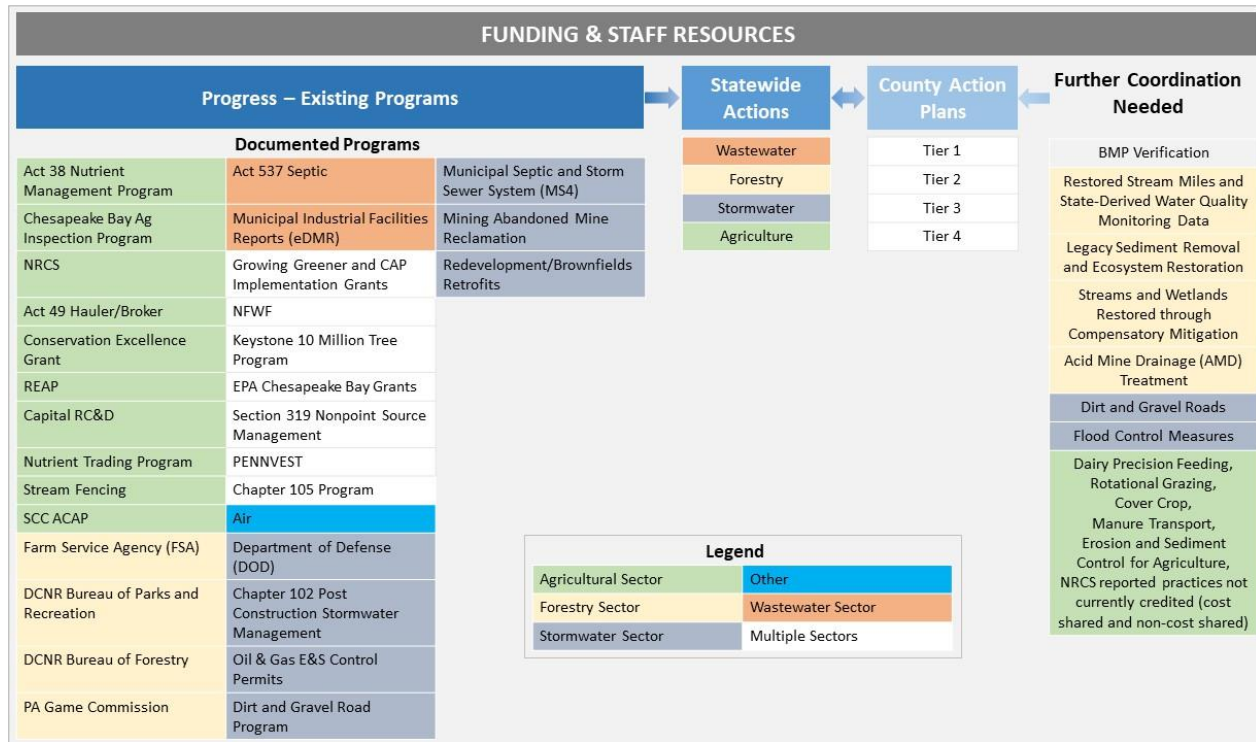 FUNDING & STAFF RESOURCES
Progress – Existing Programs
Statewide
Actions
County Action
Plans
Further Coordination
Needed
Documented Programs
Act 38 Nutrient
Management Program
Chesapeake Bay Ag
Inspection Program
NRCS
Act 49 Hauler/Broker
Conservation Excellence
Grant
REAP
Capital RC&D
Nutrient Trading Program
Stream Fencing
SCC ACAP
Farm Service Agency (FSA)
DCNR Bureau of Parks and
Recreation
DCNR Bureau of Forestry
PA Game Commission
Act 537 Septic
Municipal Industrial Facilities
Reports (eDMR)
Growing Greener and CAP
Implementation Grants
NFWF
Keystone 10 Million Tree
Program
EPA Chesapeake Bay Grants
Section 319 Nonpoint Source
Management
PENNVEST
Chapter 105 Program
Air
Department of Defense
(DOD)
Chapter 102 Post
Construction Stormwater
Management
Oil & Gas E&S Control
Permits
Dirt and Gravel Road
Program
Municipal Septic and Storm
Sewer System (MS4)
Mining Abandoned Mine
Reclamation
Redevelopment/Brownfields
Retrofits
Wastewater
Forestry
Stormwater
Agriculture
Tier 1
Tier 2
Tier 3
Tier 4
BMP Verification
Restored Stream Miles and
State-Derived Water Quality
Monitoring Data
Legacy Sediment Removal
and Ecosystem Restoration
Streams and Wetlands
Restored through
Compensatory Mitigation
Acid Mine Drainage (AMD)
Treatment
Dirt and Gravel Roads
Flood Control Measures
Dairy Precision Feeding,
Rotational Grazing,
Cover Crop,
Manure Transport,
Erosion and Sediment
Control for Agriculture,
NRCS reported practices not
currently credited (cost
shared and non-cost shared)
Legend
Agricultural Sector
Other
Forestry Sector
Wastewater Sector
Stormwater Sector
Multiple Sectors